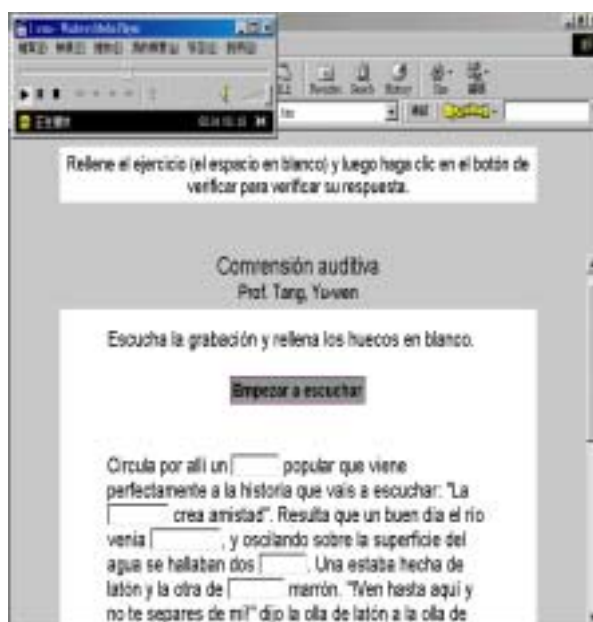 Rellene el ejercicio (el espacio en blanco) y luego haga clic en el botón de
verificar para verificar su respuesta.
Comrensión auditiva
Prof. Tang, Yu-wen
Escucha la grabación y rellena los huecos en blanco.
Empezar a escuchar
Circula por allí un popular que viene
perfectamente a la historia que vais a escuchar: "La
crea amistad". Resulta que un buen día el río
venía , y oscilando sobre la superficie del
agua se hallaban dos . Una estaba hecha de
latón y la otra de marrón. "Ven hasta aquí y
no te separes de mí!" dijo la olla de latón a la olla de